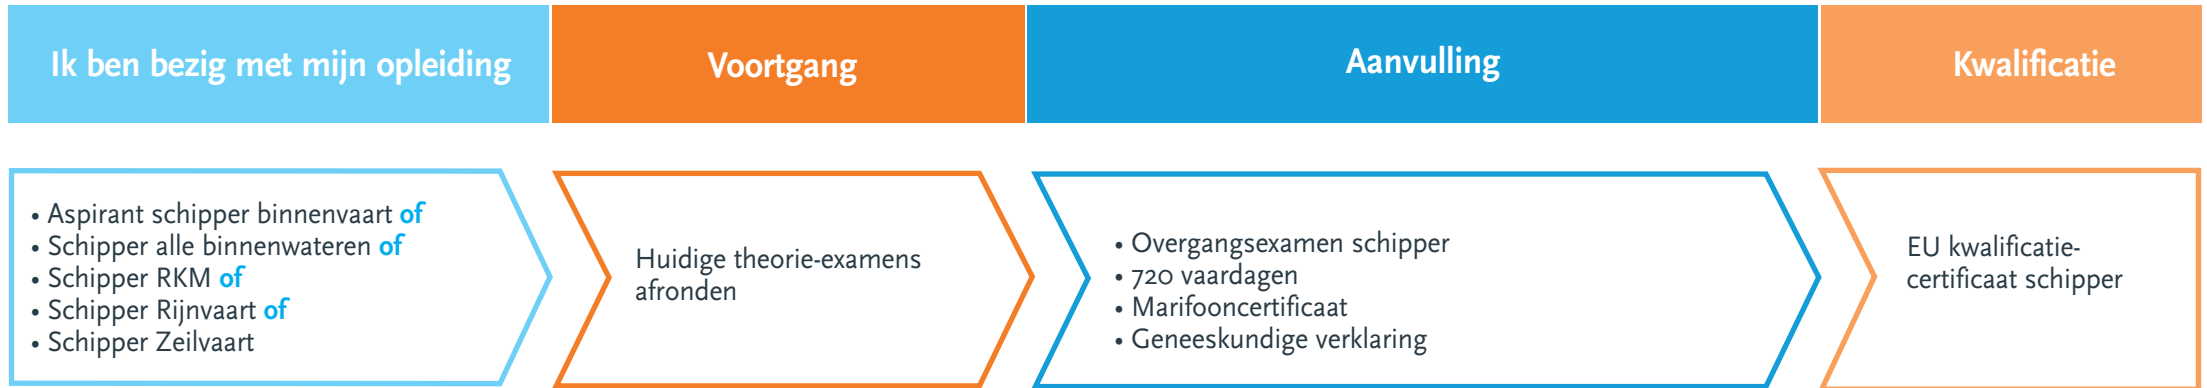 Ik ben bezig met mijn opleiding
Voortgang
Aanvulling
Kwalificatie
• Aspirant schipper binnenvaart of
• Schipper alle binnenwateren of
• Schipper RKM of
• Schipper Rijnvaart of
• Schipper Zeilvaart
Huidige theorie-examens
afronden
• Overgangsexamen schipper
• 720 vaardagen
• Marifooncertificaat
• Geneeskundige verklaring
EU kwalificatie-
certificaat schipper